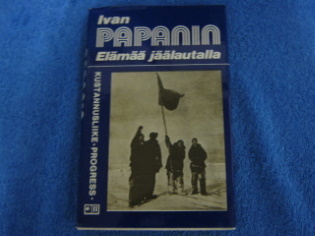 Ivan
PAPANIN
Elämää jäälautalla
KUSTANNUSLIIKE·PROGRESS·